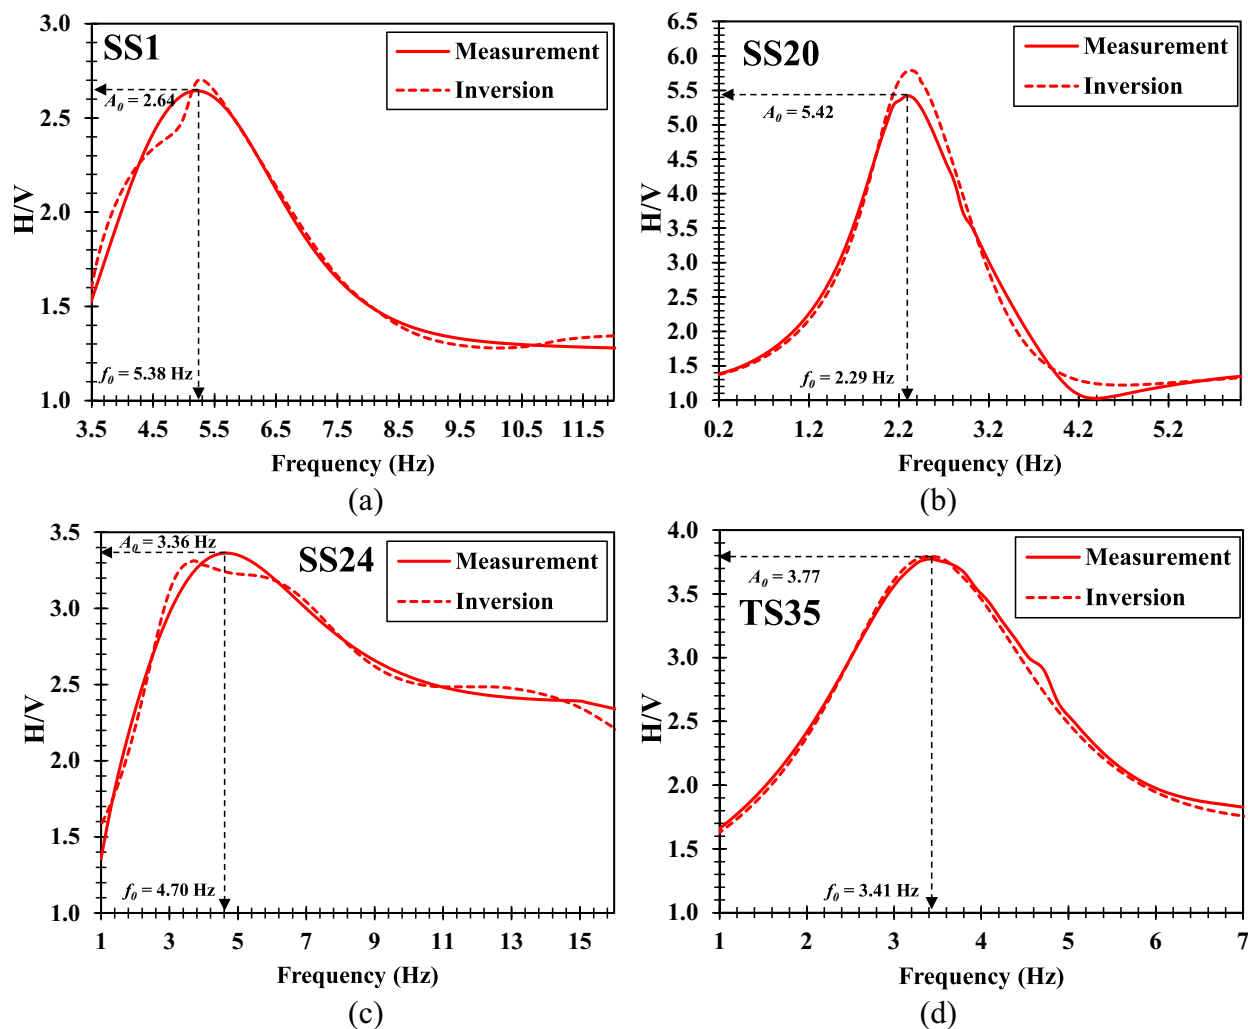 SS1
Measurement
Inversion
A0 = 2.64
f0 = 5.38 Hz
H/V
3.0
2.5
2.0
1.5
1.0
3.5 4.5 5.5 6.5 7.5 8.5 9.5 10.5 11.5
Frequency (Hz)
(a)
SS20
Measurement
Inversion
A0 = 5.42
f0 = 2.29 Hz
H/V
6.5
6.0
5.5
5.0
4.5
4.0
3.5
3.0
2.5
2.0
1.5
1.0
0.2 1.2 2.2 3.2 4.2 5.2
Frequency (Hz)
(b)
SS24
Measurement
Inversion
A0 = 3.36 Hz
f0 = 4.70 Hz
H/V
3.5
3.0
2.5
2.0
1.5
1.0
1 3 5 7 9 11 13 15
Frequency (Hz)
(c)
TS35
Measurement
Inversion
A0 = 3.77
f0 = 3.41 Hz
H/V
4.0
3.5
3.0
2.5
2.0
1.5
1.0
1 2 3 4 5 6 7
Frequency (Hz)
(d)